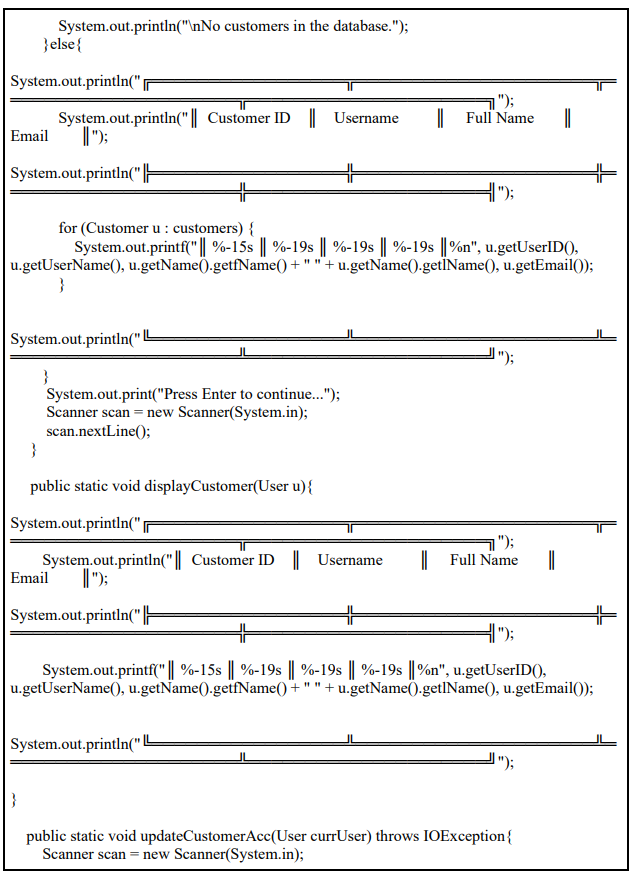 System.out.println("\nNo customers in the database.");
}else{
System.out.println("╔═══════════════════╦═══════════════════════╦═
══════════════════════╦═══════════════════════╗");
System.out.println("║ Customer ID ║ Username ║ Full Name ║
Email ║");
System.out.println("╠═══════════════════╬═══════════════════════╬═
══════════════════════╬═══════════════════════╣");
for (Customer u : customers) {
System.out.printf("║ %-15s ║ %-19s ║ %-19s ║ %-19s ║%n", u.getUserID(),
u.getUserName(), u.getName().getfName() + " " + u.getName().getlName(), u.getEmail());
}
System.out.println("╚═══════════════════╩═══════════════════════╩═
══════════════════════╩═══════════════════════╝");
}
System.out.print("Press Enter to continue...");
Scanner scan = new Scanner(System.in);
scan.nextLine();
}
public static void displayCustomer(User u){
System.out.println("╔═══════════════════╦═══════════════════════╦═
══════════════════════╦═══════════════════════╗");
System.out.println("║ Customer ID ║ Username ║ Full Name ║
Email ║");
System.out.println("╠═══════════════════╬═══════════════════════╬═
══════════════════════╬═══════════════════════╣");
System.out.printf("║ %-15s ║ %-19s ║ %-19s ║ %-19s ║%n", u.getUserID(),
u.getUserName(), u.getName().getfName() + " " + u.getName().getlName(), u.getEmail());
System.out.println("╚═══════════════════╩═══════════════════════╩═
══════════════════════╩═══════════════════════╝");
}
public static void updateCustomerAcc(User currUser) throws IOException{
Scanner scan = new Scanner(System.in);